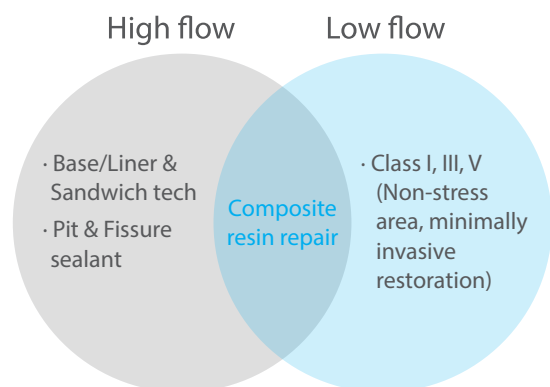 High flow
Low flow
· Base/Liner &
Sandwich tech
· Pit & Fissure
sealant
Composite
resin repair
· Class I, III, V
(Non-stress
area, minimally
invasive
restoration)